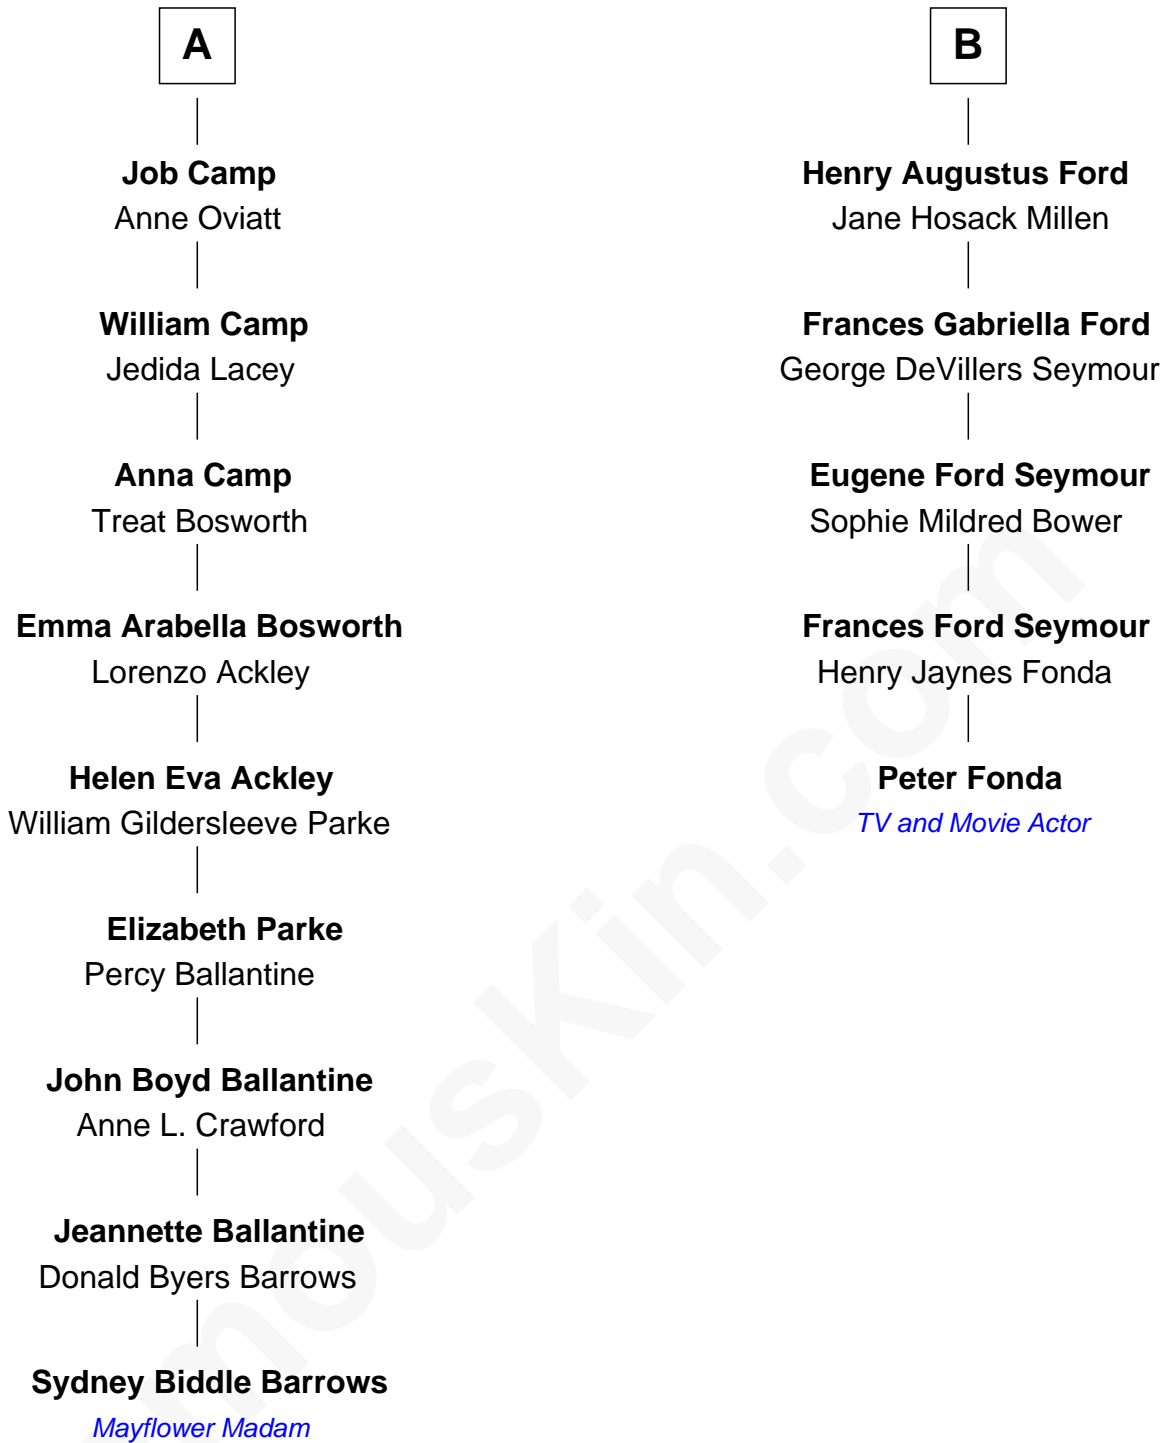 A
Job Camp
Anne Oviatt
William Camp
Jedida Lacey
Anna Camp
Treat Bosworth
Emma Arabella Bosworth
Lorenzo Ackley
Helen Eva Ackley
William Gildersleeve Parke
Elizabeth Parke
Percy Ballantine
John Boyd Ballantine
Anne L. Crawford
Jeannette Ballantine
Donald Byers Barrows
Sydney Biddle Barrows
Mayflower Madam
B
Henry Augustus Ford
Jane Hosack Millen
Frances Gabriella Ford
George DeVillers Seymour
Eugene Ford Seymour
Sophie Mildred Bower
Frances Ford Seymour
Henry Jaynes Fonda
Peter Fonda
TV and Movie Actor
mouskin.com